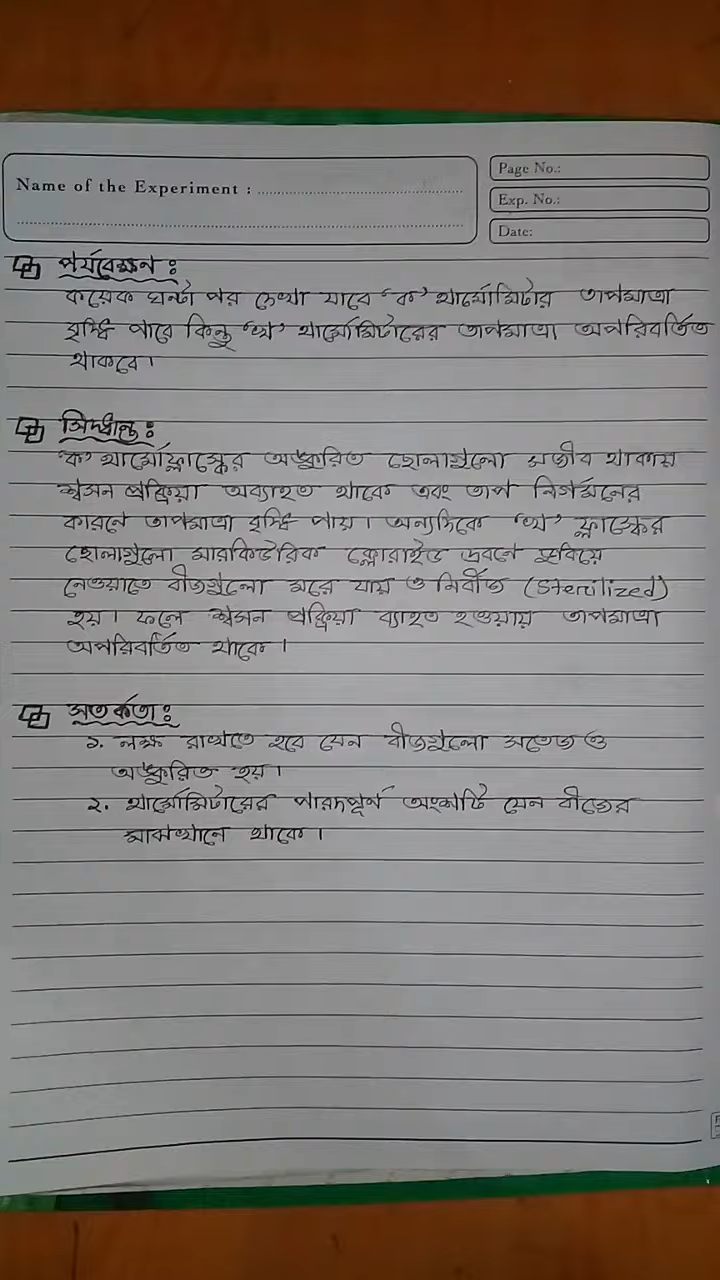 Name of the Experiment :
Page No.:
Exp. No.:
Date:
পর্যবেক্ষন :
কয়েক ঘন্টা পর দেখা যাবে 'ক' থার্মোমিটার তাপমাত্রা
বৃদ্ধি পাবে কিন্তু 'খ' থার্মোমিটারের তাপমাত্রা অপরিবর্তিত
থাকবে।
সিদ্ধান্ত :
'ক' থার্মোফ্লাস্কের অঙ্কুরিত ছোলাগুলো সজীব থাকায়
শ্বসন প্রক্রিয়া অব্যাহত থাকে এবং তাপ নির্গমনের
কারনে তাপমাত্রা বৃদ্ধি পায়। অন্যদিকে 'খ' ফ্লাস্কের
ছোলাগুলো মারকিউরিক ক্লোরাইড দ্রবনে ডুবিয়ে
নেওয়াতে বীজগুলো মরে যায় ও নির্বীজ (Sterilized)
হয়। ফলে শ্বসন প্রক্রিয়া ব্যাহত হওয়ায় তাপমাত্রা
অপরিবর্তিত থাকে।
সতর্কতা :
১. লক্ষ রাখতে হবে যেন বীজগুলো সতেজ ও
অঙ্কুরিত হয়।
২. থার্মোমিটারের পারদপূর্ণ অংশটি যেন বীজের
মাঝখানে থাকে।